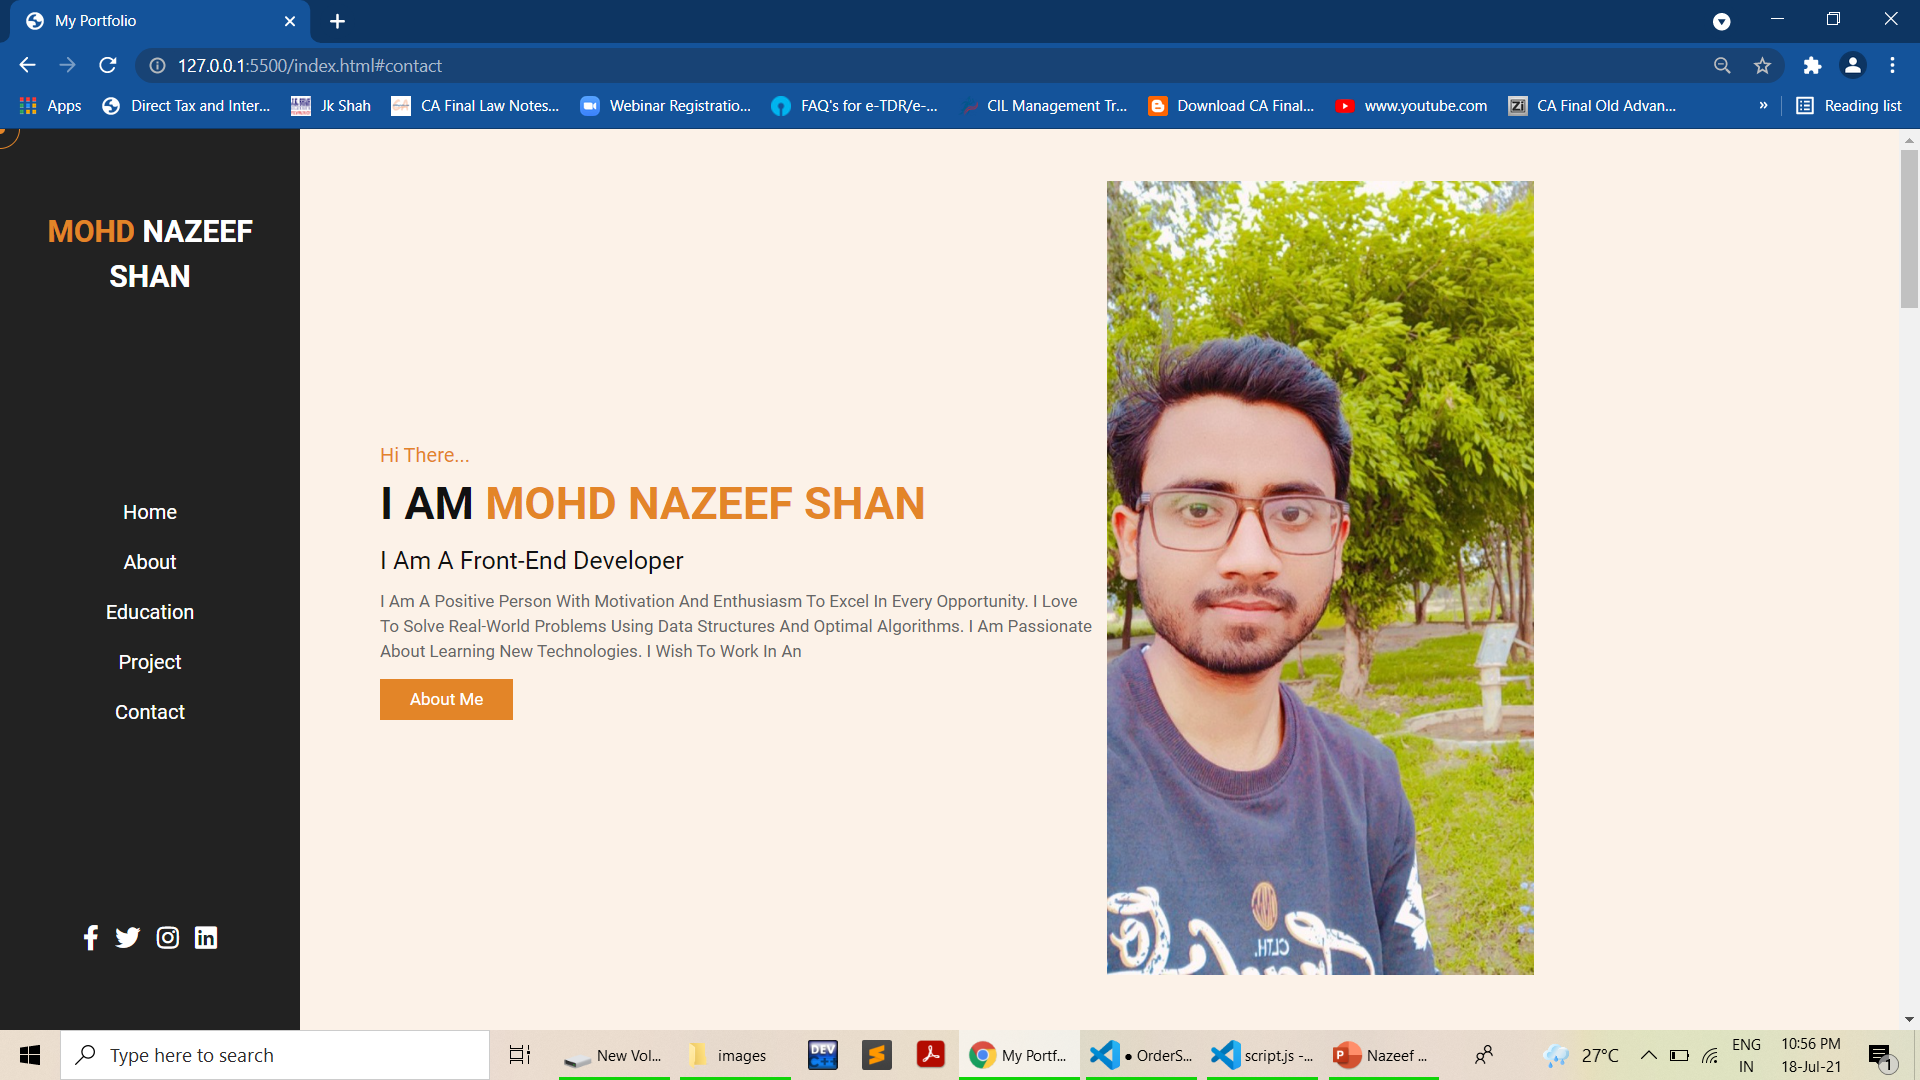 My Portfolio
127.0.0.1:5500/index.html#contact
Apps
Direct Tax and Inter...
Jk Shah
CA Final Law Notes...
Webinar Registratio...
FAQ's for e-TDR/e-...
CIL Management Tr...
Download CA Final...
www.youtube.com
Zi
CA Final Old Advan...
»
Reading list
MOHD NAZEEF
SHAN
Home
About
Education
Project
Contact
Hi There...
I AM MOHD NAZEEF SHAN
I Am A Front-End Developer
I Am A Positive Person With Motivation And Enthusiasm To Excel In Every Opportunity. I Love
To Solve Real-World Problems Using Data Structures And Optimal Algorithms. I Am Passionate
About Learning New Technologies. I Wish To Work In An
About Me
CLTH.
Type here to search
New Vol...
images
DEV
C++
My Portf...
● OrderS...
script.js -...
Nazeef ...
27°C
ENG
IN
10:56 PM
18-Jul-21
1